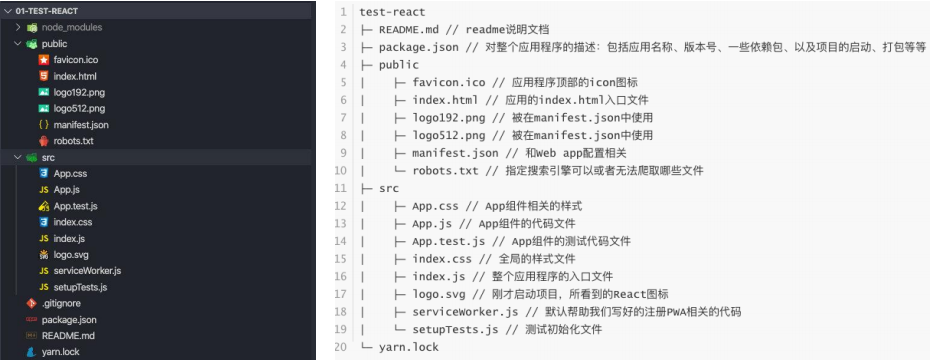 01-TEST-REACT
node_modules
public
favicon.ico
index.html
logo192.png
logo512.png
manifest.json
robots.txt
src
App.css
App.js
App.test.js
index.css
index.js
logo.svg
serviceWorker.js
setupTests.js
.gitignore
package.json
README.md
yarn.lock
1 test-react
2 ├─ README.md // readme说明文档
3 ├─ package.json // 对整个应用程序的描述：包括应用名称、版本号、一些依赖包、以及项目的启动、打包等等
4 ├─ public
5 │ ├─ favicon.ico // 应用程序顶部的icon图标
6 │ ├─ index.html // 应用的index.html入口文件
7 │ ├─ logo192.png // 被在manifest.json中使用
8 │ ├─ logo512.png // 被在manifest.json中使用
9 │ ├─ manifest.json // 和Web app配置相关
10 │ └─ robots.txt // 指定搜索引擎可以或者无法爬取哪些文件
11 ├─ src
12 │ ├─ App.css // App组件相关的样式
13 │ ├─ App.js // App组件的代码文件
14 │ ├─ App.test.js // App组件的测试代码文件
15 │ ├─ index.css // 全局的样式文件
16 │ ├─ index.js // 整个应用程序的入口文件
17 │ ├─ logo.svg // 刚才启动项目，所看到的React图标
18 │ ├─ serviceWorker.js // 默认帮助我们写好的注册PWA相关的代码
19 │ └─ setupTests.js // 测试初始化文件
20 └─ yarn.lock